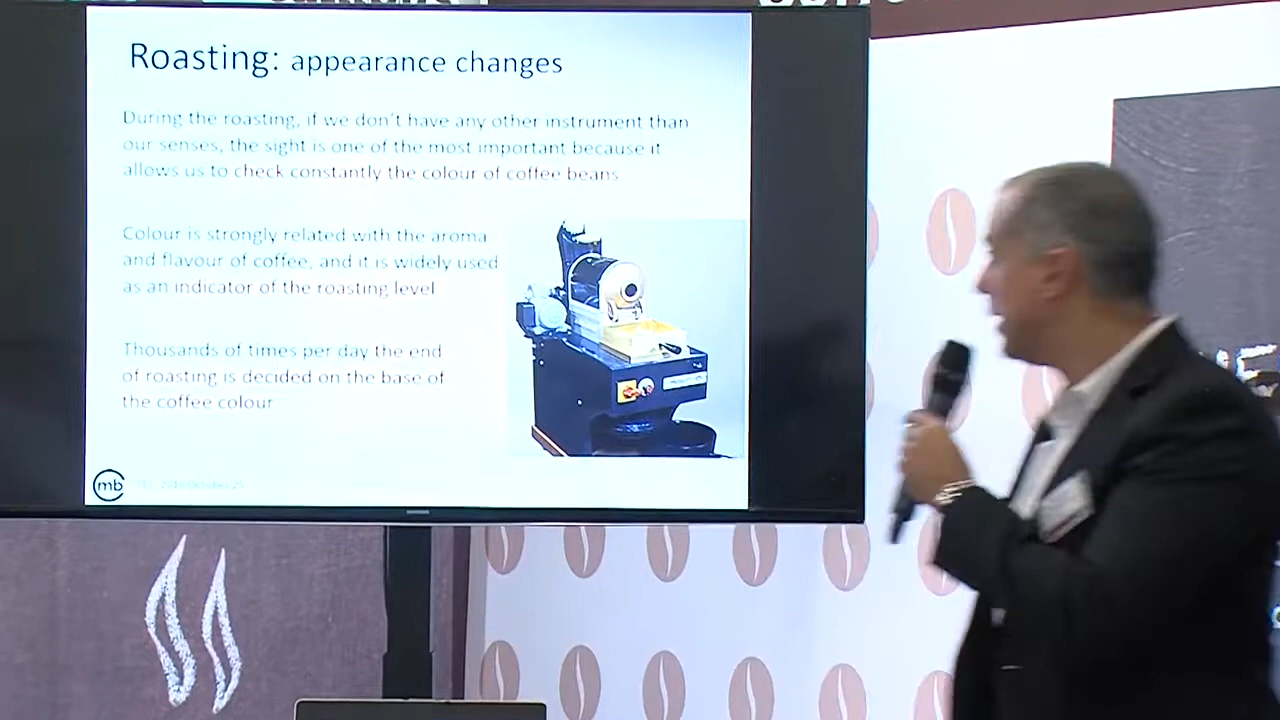 Roasting: appearance changes
During the roasting, if we don't have any other instrument than
our senses, the sight is one of the most important because it
allows us to check constantly the colour of coffee beans
Colour is strongly related with the aroma
and flavour of coffee, and it is widely used
as an indicator of the roasting level
Thousands of times per day the end
of roasting is decided on the base of
the coffee colour
mb